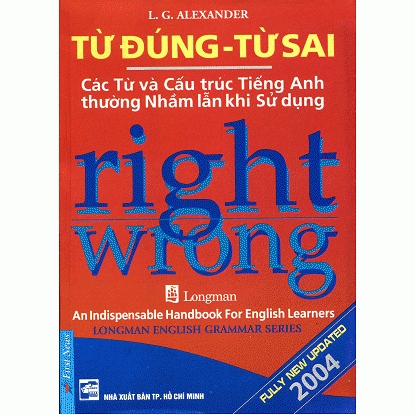 L. G. ALEXANDER
TỪ ĐÚNG - TỪ SAI
Các Từ và Cấu trúc Tiếng Anh
thường Nhầm lẫn khi Sử dụng
right
wrong
Longman
An Indispensable Handbook For English Learners
LONGMAN ENGLISH GRAMMAR SERIES
FULLY NEW UPDATED
2004
First News
NHÀ XUẤT BẢN TP. HỒ CHÍ MINH